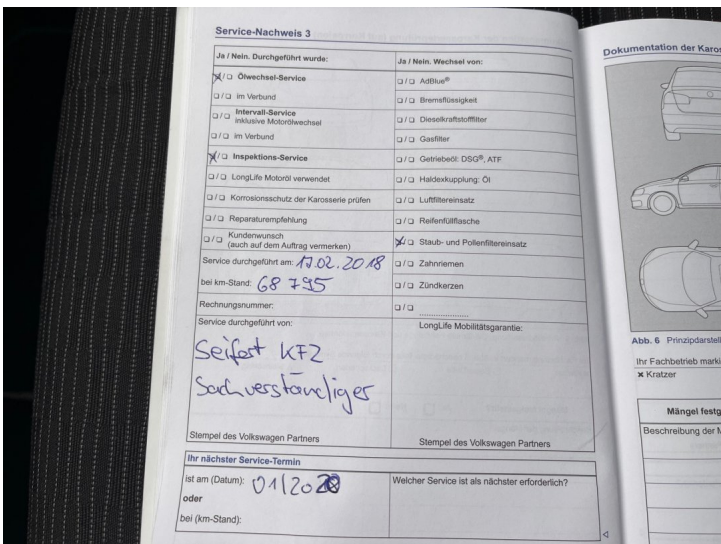 Service-Nachweis 3
Ja / Nein. Durchgeführt wurde:
☒/☐ Ölwechsel-Service
☐/☐ im Verbund
☐/☐ Intervall-Service
inklusive Motorölwechsel
☐/☐ im Verbund
☒/☐ Inspektions-Service
☐/☐ LongLife Motoröl verwendet
☐/☐ Korrosionsschutz der Karosserie prüfen
☐/☐ Reparaturempfehlung
☐/☐ Kundenwunsch
(auch auf dem Auftrag vermerken)
Service durchgeführt am: 17.02.2018
bei km-Stand: 68 795
Rechnungsnummer:
Service durchgeführt von:
Seifert KFZ
Sachverständiger
Stempel des Volkswagen Partners
Ja / Nein. Wechsel von:
☐/☐ AdBlue®
☐/☐ Bremsflüssigkeit
☐/☐ Dieselkraftstofffilter
☐/☐ Gasfilter
☐/☐ Getriebeöl: DSG®, ATF
☐/☐ Haldexkupplung: Öl
☐/☐ Luftfiltereinsatz
☐/☐ Reifenfüllflasche
☒/☐ Staub- und Pollenfiltereinsatz
☐/☐ Zahnriemen
☐/☐ Zündkerzen
☐/☐ ....................
LongLife Mobilitätsgarantie:
Stempel des Volkswagen Partners
Ihr nächster Service-Termin
ist am (Datum): 01/2020
oder
bei (km-Stand):
Welcher Service ist als nächster erforderlich?
Dokumentation der Karos
Abb. 6 Prinzipdarstell
Ihr Fachbetrieb marki
✖ Kratzer
Mängel festg
Beschreibung der M